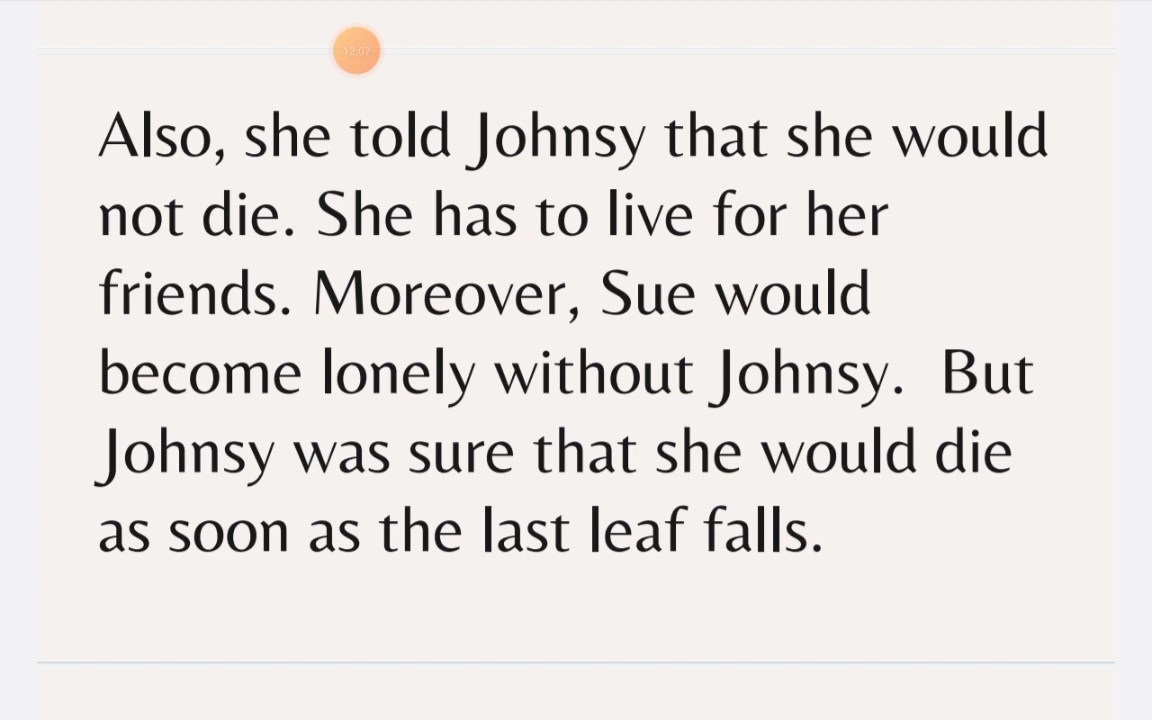 12:07
Also, she told Johnsy that she would
not die. She has to live for her
friends. Moreover, Sue would
become lonely without Johnsy.  But
Johnsy was sure that she would die
as soon as the last leaf falls.